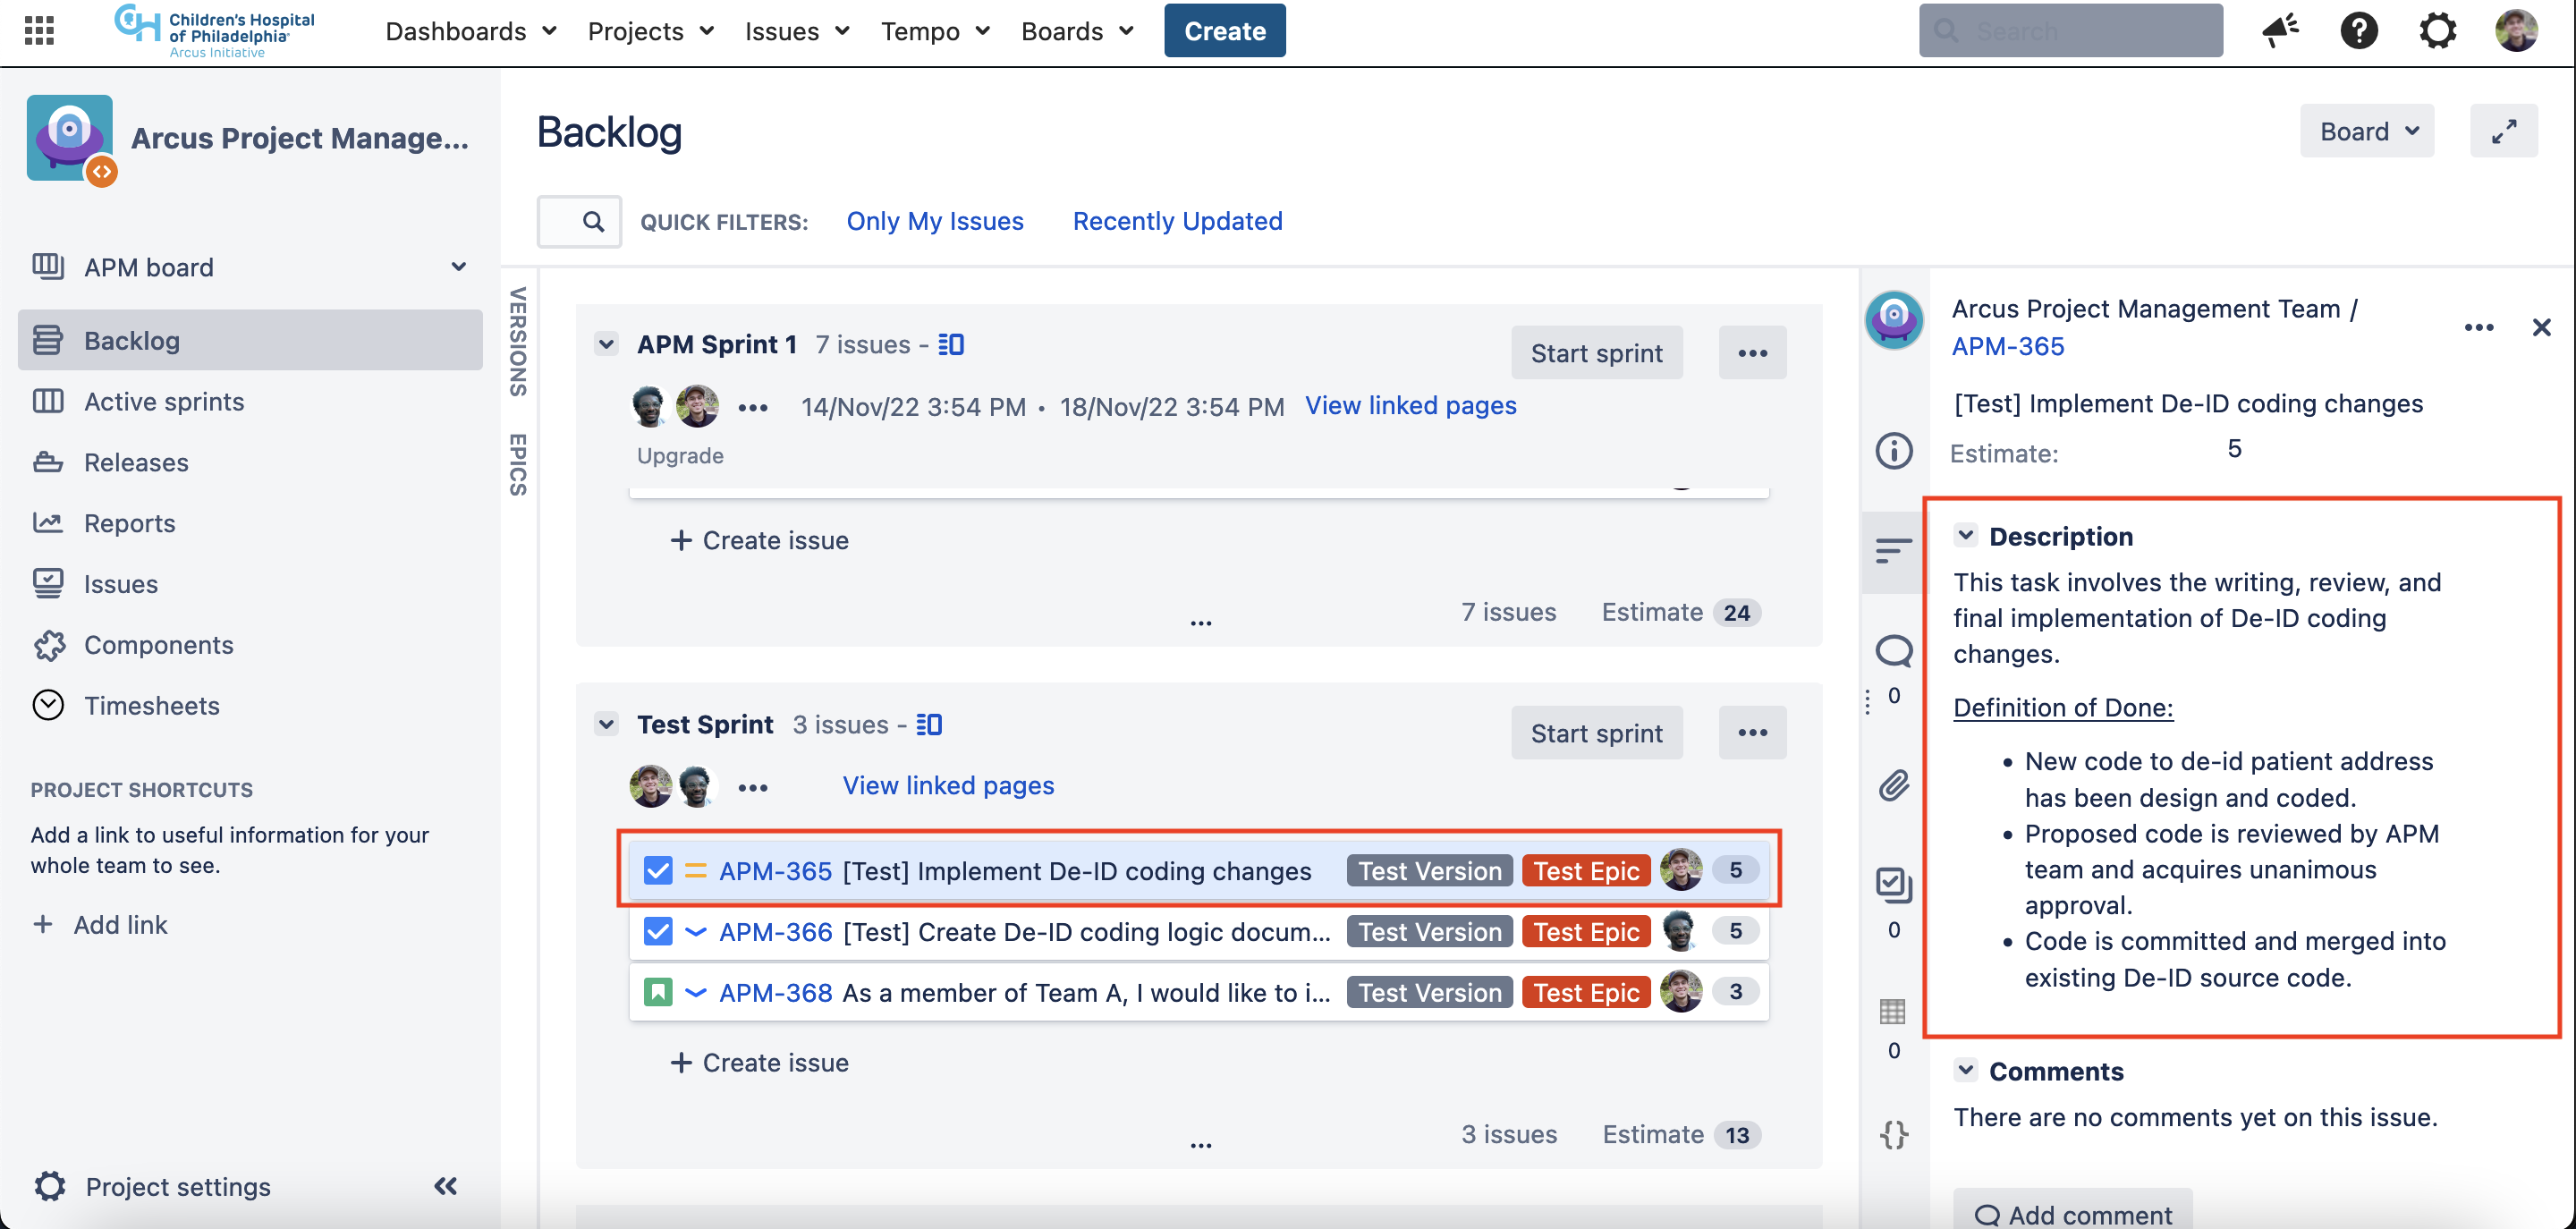 Children's Hospital
of Philadelphia
Arcus Initiative
Dashboards
Projects
Issues
Tempo
Boards
Create
Search
Arcus Project Manage...
APM board
Backlog
Active sprints
Releases
Reports
Issues
Components
Timesheets
PROJECT SHORTCUTS
Add a link to useful information for your
whole team to see.
+ Add link
Project settings
Backlog
Board
QUICK FILTERS:
Only My Issues
Recently Updated
VERSIONS
EPICS
APM Sprint 1 7 issues -
Start sprint
•••
••• 14/Nov/22 3:54 PM • 18/Nov/22 3:54 PM View linked pages
Upgrade
+ Create issue
...
7 issues Estimate 24
Test Sprint 3 issues -
Start sprint
•••
••• View linked pages
APM-365 [Test] Implement De-ID coding changes Test Version Test Epic 5
APM-366 [Test] Create De-ID coding logic docum... Test Version Test Epic 5
APM-368 As a member of Team A, I would like to i... Test Version Test Epic 3
+ Create issue
...
3 issues Estimate 13
0
0
0
{}
Arcus Project Management Team /
APM-365
•••
[Test] Implement De-ID coding changes
Estimate: 5
Description
This task involves the writing, review, and
final implementation of De-ID coding
changes.
Definition of Done:
• New code to de-id patient address
has been design and coded.
• Proposed code is reviewed by APM
team and acquires unanimous
approval.
• Code is committed and merged into
existing De-ID source code.
Comments
There are no comments yet on this issue.
Add comment